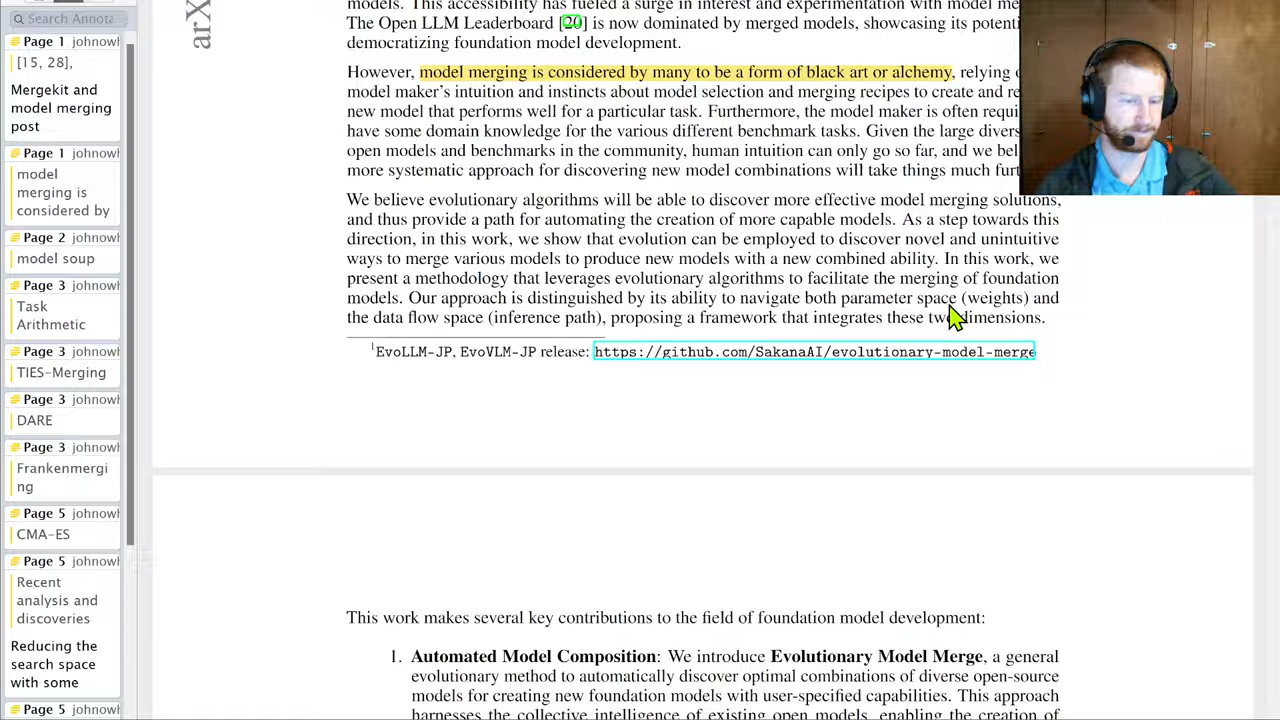 Search Annota
Page 1 johnowh
[15, 28],
Mergekit and
model merging
post
Page 1 johnowh
model
merging is
considered by
Page 2 johnowh
model soup
Page 3 johnowh
Task
Arithmetic
Page 3 johnowh
TIES-Merging
Page 3 johnowh
DARE
Page 3 johnowh
Frankenmergi
ng
Page 5 johnowh
CMA-ES
Page 5 johnowh
Recent
analysis and
discoveries
Reducing the
search space
with some
Page 5 johnowh
arX
models. This accessibility has fueled a surge in interest and experimentation with model me
The Open LLM Leaderboard [20] is now dominated by merged models, showcasing its potenti
democratizing foundation model development.
However, model merging is considered by many to be a form of black art or alchemy, relying o
model maker's intuition and instincts about model selection and merging recipes to create and re
new model that performs well for a particular task. Furthermore, the model maker is often requi
have some domain knowledge for the various different benchmark tasks. Given the large divers
open models and benchmarks in the community, human intuition can only go so far, and we bel
more systematic approach for discovering new model combinations will take things much furt
We believe evolutionary algorithms will be able to discover more effective model merging solutions,
and thus provide a path for automating the creation of more capable models. As a step towards this
direction, in this work, we show that evolution can be employed to discover novel and unintuitive
ways to merge various models to produce new models with a new combined ability. In this work, we
present a methodology that leverages evolutionary algorithms to facilitate the merging of foundation
models. Our approach is distinguished by its ability to navigate both parameter space (weights) and
the data flow space (inference path), proposing a framework that integrates these two dimensions.
1EvoLLM-JP, EvoVLM-JP release: https://github.com/SakanaAI/evolutionary-model-merge
This work makes several key contributions to the field of foundation model development:
1. Automated Model Composition: We introduce Evolutionary Model Merge, a general
evolutionary method to automatically discover optimal combinations of diverse open-source
models for creating new foundation models with user-specified capabilities. This approach
harnesses the collective intelligence of existing open models, enabling the creation of